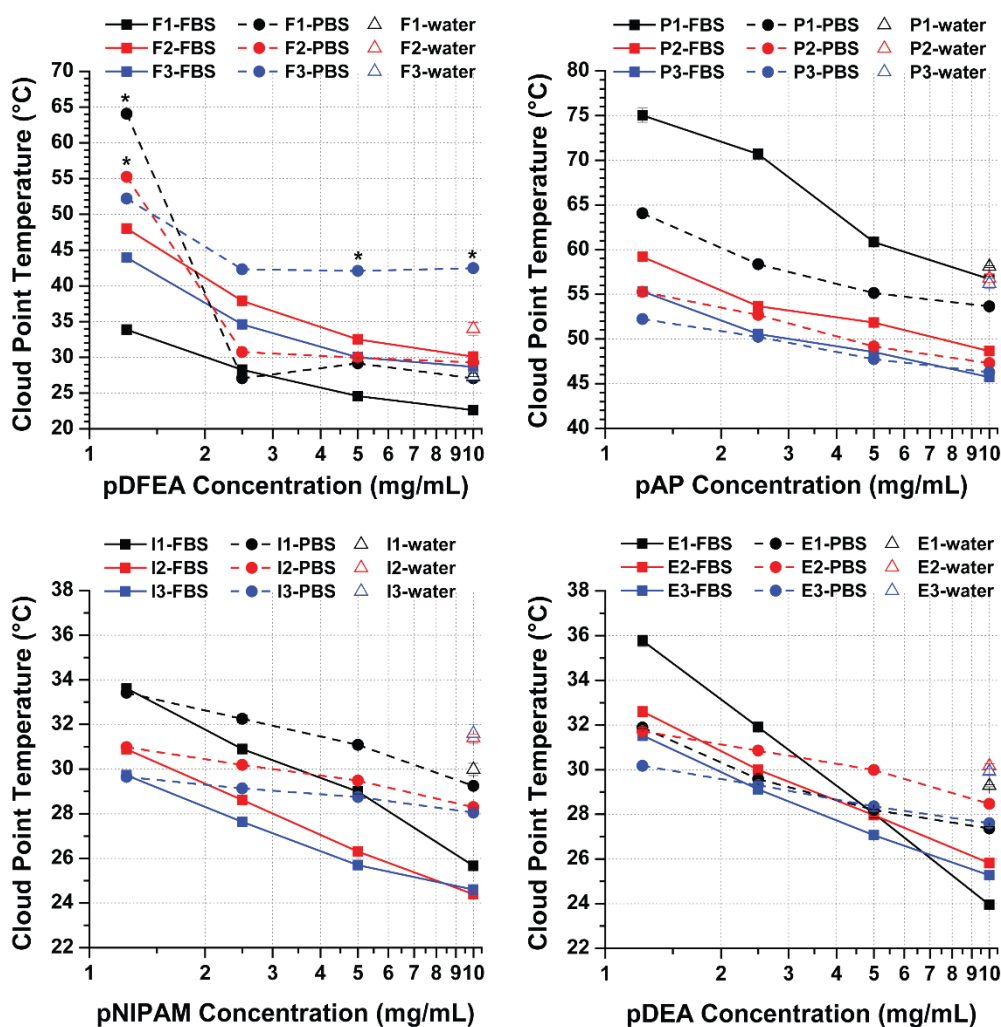 F1-FBS F1-PBS F1-water
F2-FBS F2-PBS F2-water
F3-FBS F3-PBS F3-water
70
65
60
55
50
45
40
35
30
25
20
Cloud Point Temperature (°C)
*
*
*
*
1 2 3 4 5 6 7 8 910
pDFEA Concentration (mg/mL)
P1-FBS P1-PBS P1-water
P2-FBS P2-PBS P2-water
P3-FBS P3-PBS P3-water
80
75
70
65
60
55
50
45
40
Cloud Point Temperature (°C)
1 2 3 4 5 6 7 8 910
pAP Concentration (mg/mL)
I1-FBS I1-PBS I1-water
I2-FBS I2-PBS I2-water
I3-FBS I3-PBS I3-water
38
36
34
32
30
28
26
24
22
Cloud Point Temperature (°C)
1 2 3 4 5 6 7 8 910
pNIPAM Concentration (mg/mL)
E1-FBS E1-PBS E1-water
E2-FBS E2-PBS E2-water
E3-FBS E3-PBS E3-water
38
36
34
32
30
28
26
24
22
Cloud Point Temperature (°C)
1 2 3 4 5 6 7 8 910
pDEA Concentration (mg/mL)